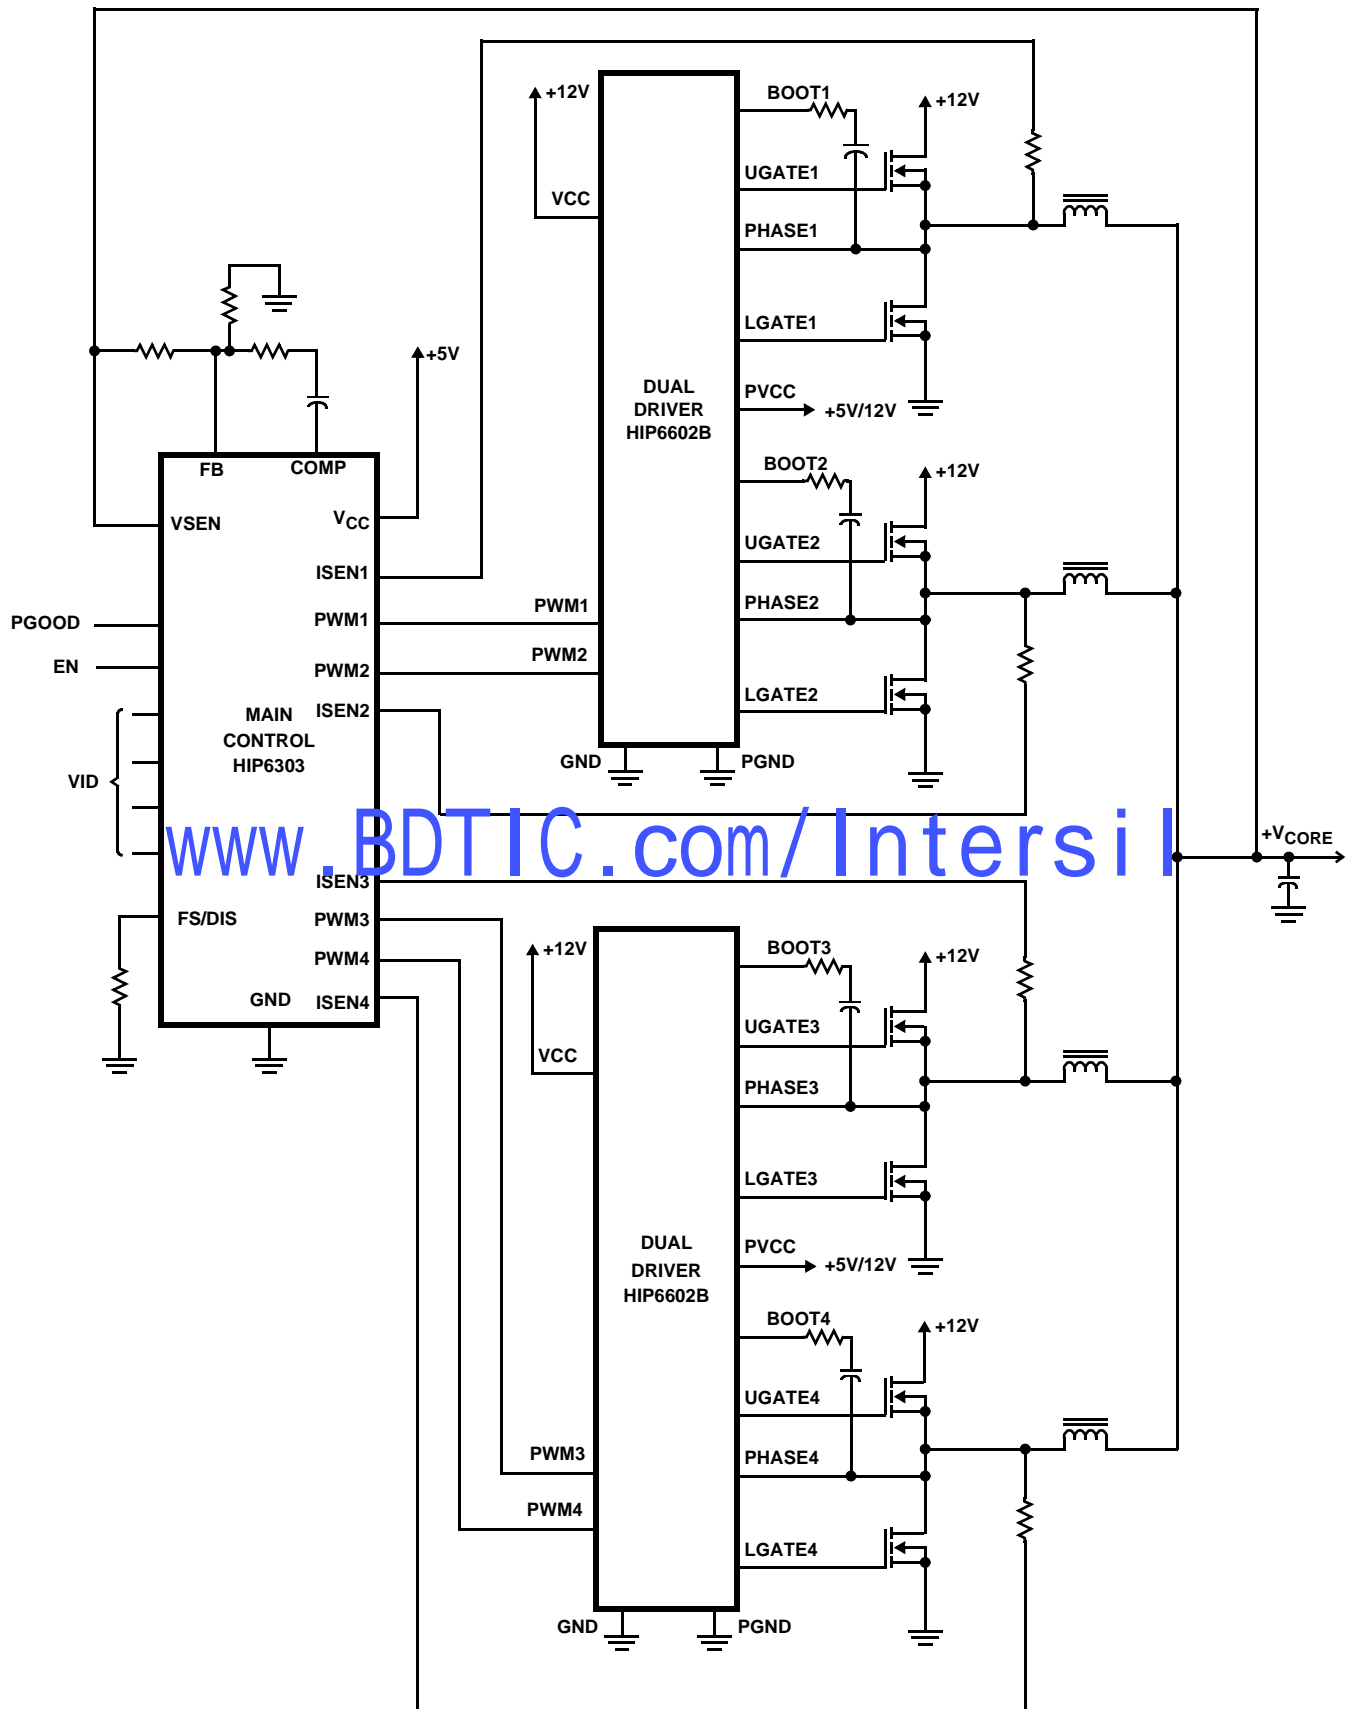 BOOT1
+12V
+12V
UGATE1
VCC
PHASE1
LGATE1
+5V
DUAL
DRIVER
HIP6602B
PVCC
+5V/12V
BOOT2
+12V
FB
COMP
VSEN
VCC
UGATE2
ISEN1
PHASE2
PWM1
PWM1
PGOOD
PWM2
PWM2
EN
LGATE2
ISEN2
MAIN
CONTROL
HIP6303
GND
PGND
VID
www.BDTIC.com/Intersil
+VCORE
ISEN3
FS/DIS
PWM3
PWM4
GND
ISEN4
+12V
BOOT3
+12V
UGATE3
VCC
PHASE3
LGATE3
DUAL
DRIVER
HIP6602B
PVCC
+5V/12V
BOOT4
+12V
UGATE4
PWM3
PHASE4
PWM4
LGATE4
GND
PGND